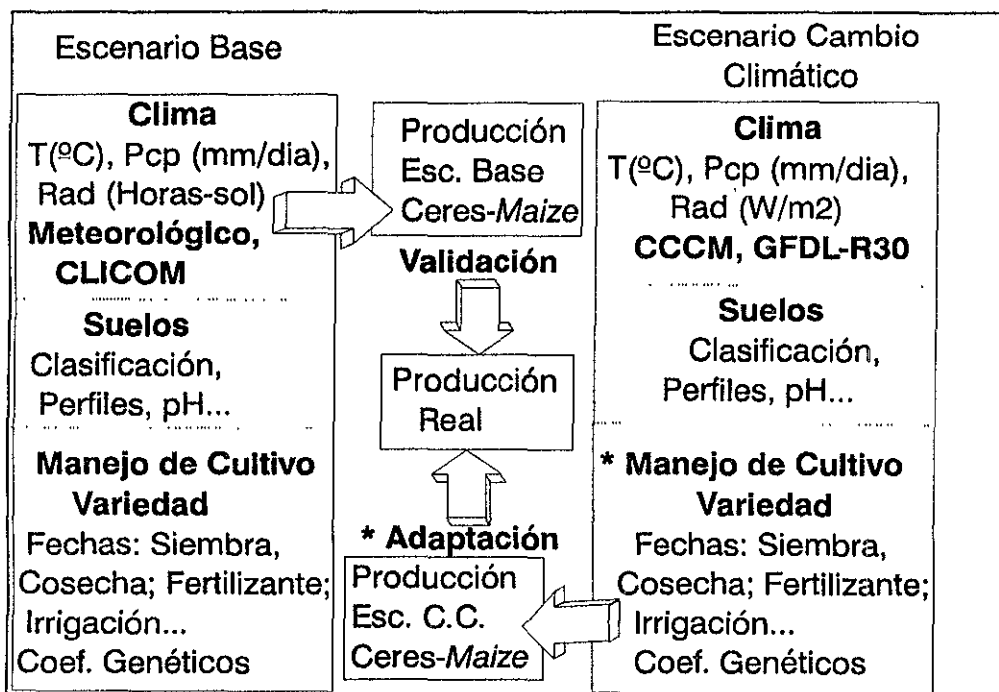 Escenario Base
Clima
T(ºC), Pcp (mm/dia),
Rad (Horas-sol)
Meteorológico,
CLICOM
Suelos
Clasificación,
Perfiles, pH...
Manejo de Cultivo
Variedad
Fechas: Siembra,
Cosecha; Fertilizante;
Irrigación...
Coef. Genéticos
Producción
Esc. Base
Ceres-Maize
Validación
Producción
Real
* Adaptación
Producción
Esc. C.C.
Ceres-Maize
Escenario Cambio
Climático
Clima
T(ºC), Pcp (mm/dia),
Rad (W/m2)
CCCM, GFDL-R30
Suelos
Clasificación,
Perfiles, pH...
* Manejo de Cultivo
Variedad
Fechas: Siembra,
Cosecha; Fertilizante;
Irrigación...
Coef. Genéticos